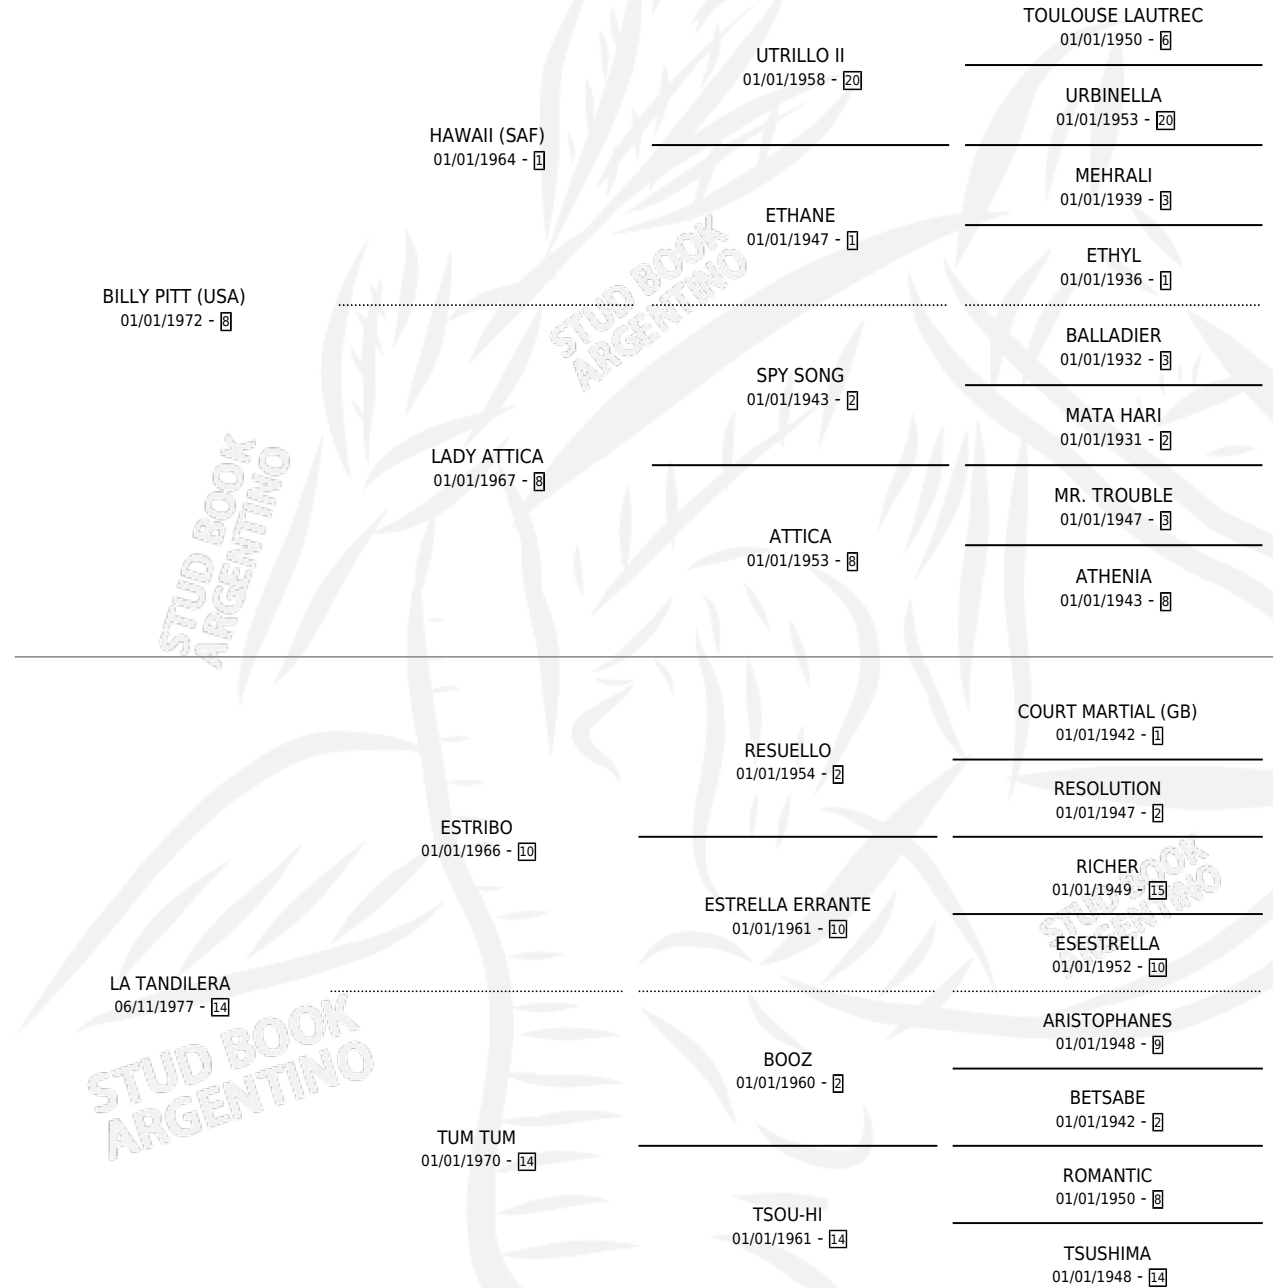 TOULOUSE LAUTREC
01/01/1950 - 6
UTRILLO II
01/01/1958 - 20
URBINELLA
01/01/1953 - 20
HAWAII (SAF)
01/01/1964 - 1
MEHRALI
01/01/1939 - 3
ETHANE
01/01/1947 - 1
ETHYL
01/01/1936 - 1
BILLY PITT (USA)
01/01/1972 - 8
BALLADIER
01/01/1932 - 3
SPY SONG
01/01/1943 - 2
MATA HARI
01/01/1931 - 2
LADY ATTICA
01/01/1967 - 8
MR. TROUBLE
01/01/1947 - 3
ATTICA
01/01/1953 - 8
ATHENIA
01/01/1943 - 8
STUD BOOK
ARGENTINO
STUD BOOK
ARGENTINO
COURT MARTIAL (GB)
01/01/1942 - 1
RESUELLO
01/01/1954 - 2
RESOLUTION
01/01/1947 - 2
ESTRIBO
01/01/1966 - 10
RICHER
01/01/1949 - 15
ESTRELLA ERRANTE
01/01/1961 - 10
ESESTRELLA
01/01/1952 - 10
LA TANDILERA
06/11/1977 - 14
ARISTOPHANES
01/01/1948 - 9
BOOZ
01/01/1960 - 2
BETSABE
01/01/1942 - 2
TUM TUM
01/01/1970 - 14
ROMANTIC
01/01/1950 - 8
TSOU-HI
01/01/1961 - 14
TSUSHIMA
01/01/1948 - 14
STUD BOOK
ARGENTINO
STUD BOOK
ARGENTINO